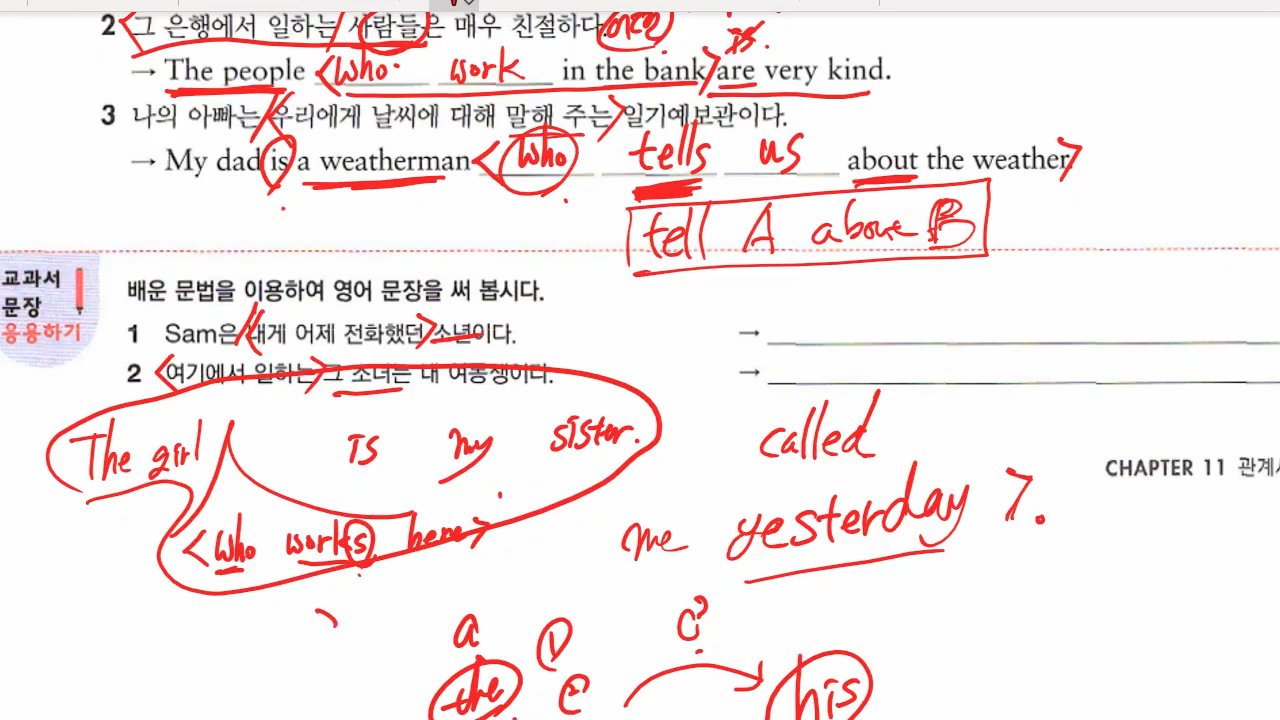 2 그 은행에서 일하는 사람들은 매우 친절하다.
→ The people who work in the bank are very kind.
is.
3 나의 아빠는 우리에게 날씨에 대해 말해 주는 일기예보관이다.
→ My dad is a weatherman who tells us about the weather
tell A about B
교과서
문장
응용하기
배운 문법을 이용하여 영어 문장을 써 봅시다.
1 Sam은 내게 어제 전화했던 소년이다. →
2 여기에서 일하는 그 소녀는 내 여동생이다. →
The girl is my sister.
<who works here>
called
me yesterday >.
CHAPTER 11 관계
a
the
his